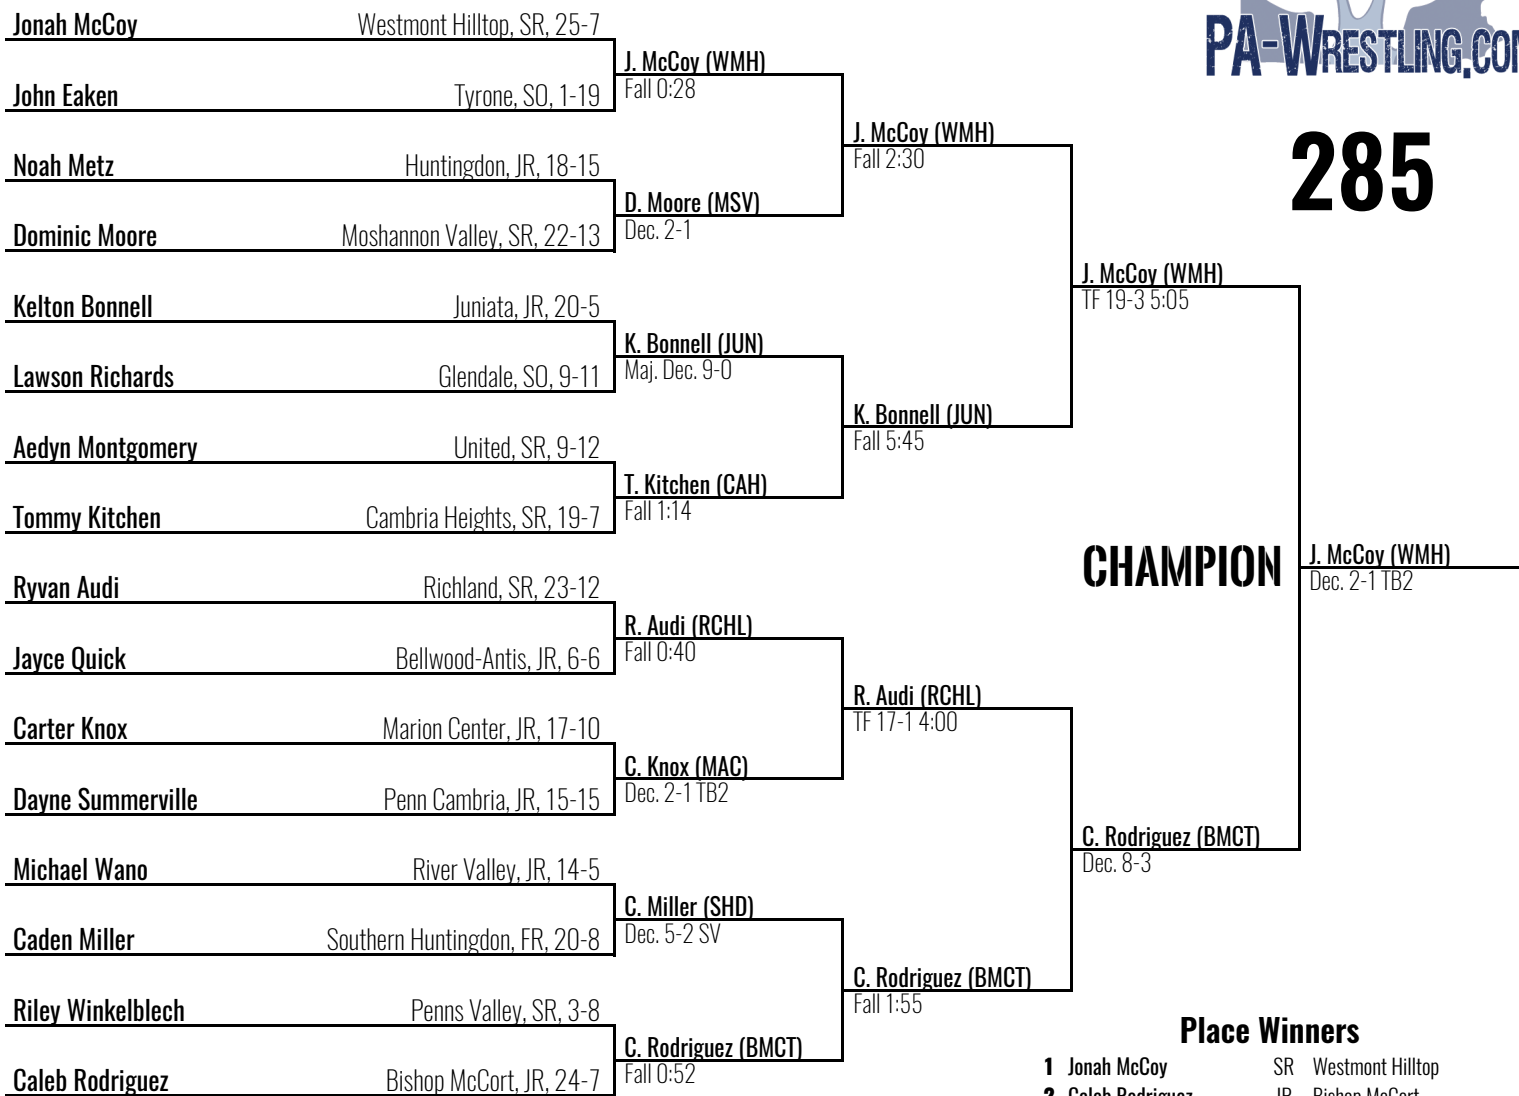 PA-WRESTLING.COM
285
Jonah McCoy Westmont Hilltop, SR, 25-7
J. McCoy (WMH)
Fall 0:28
John Eaken Tyrone, SO, 1-19
J. McCoy (WMH)
Fall 2:30
Noah Metz Huntingdon, JR, 18-15
D. Moore (MSV)
Dec. 2-1
Dominic Moore Moshannon Valley, SR, 22-13
J. McCoy (WMH)
TF 19-3 5:05
Kelton Bonnell Juniata, JR, 20-5
K. Bonnell (JUN)
Maj. Dec. 9-0
Lawson Richards Glendale, SO, 9-11
K. Bonnell (JUN)
Fall 5:45
Aedyn Montgomery United, SR, 9-12
T. Kitchen (CAH)
Fall 1:14
Tommy Kitchen Cambria Heights, SR, 19-7
CHAMPION
J. McCoy (WMH)
Dec. 2-1 TB2
Ryvan Audi Richland, SR, 23-12
R. Audi (RCHL)
Fall 0:40
Jayce Quick Bellwood-Antis, JR, 6-6
R. Audi (RCHL)
TF 17-1 4:00
Carter Knox Marion Center, JR, 17-10
C. Knox (MAC)
Dec. 2-1 TB2
Dayne Summerville Penn Cambria, JR, 15-15
C. Rodriguez (BMCT)
Dec. 8-3
Michael Wano River Valley, JR, 14-5
C. Miller (SHD)
Dec. 5-2 SV
Caden Miller Southern Huntingdon, FR, 20-8
C. Rodriguez (BMCT)
Fall 1:55
Riley Winkelblech Penns Valley, SR, 3-8
C. Rodriguez (BMCT)
Fall 0:52
Caleb Rodriguez Bishop McCort, JR, 24-7
Place Winners
1 Jonah McCoy SR Westmont Hilltop
2 Caleb Rodriguez JR Bishop McCort